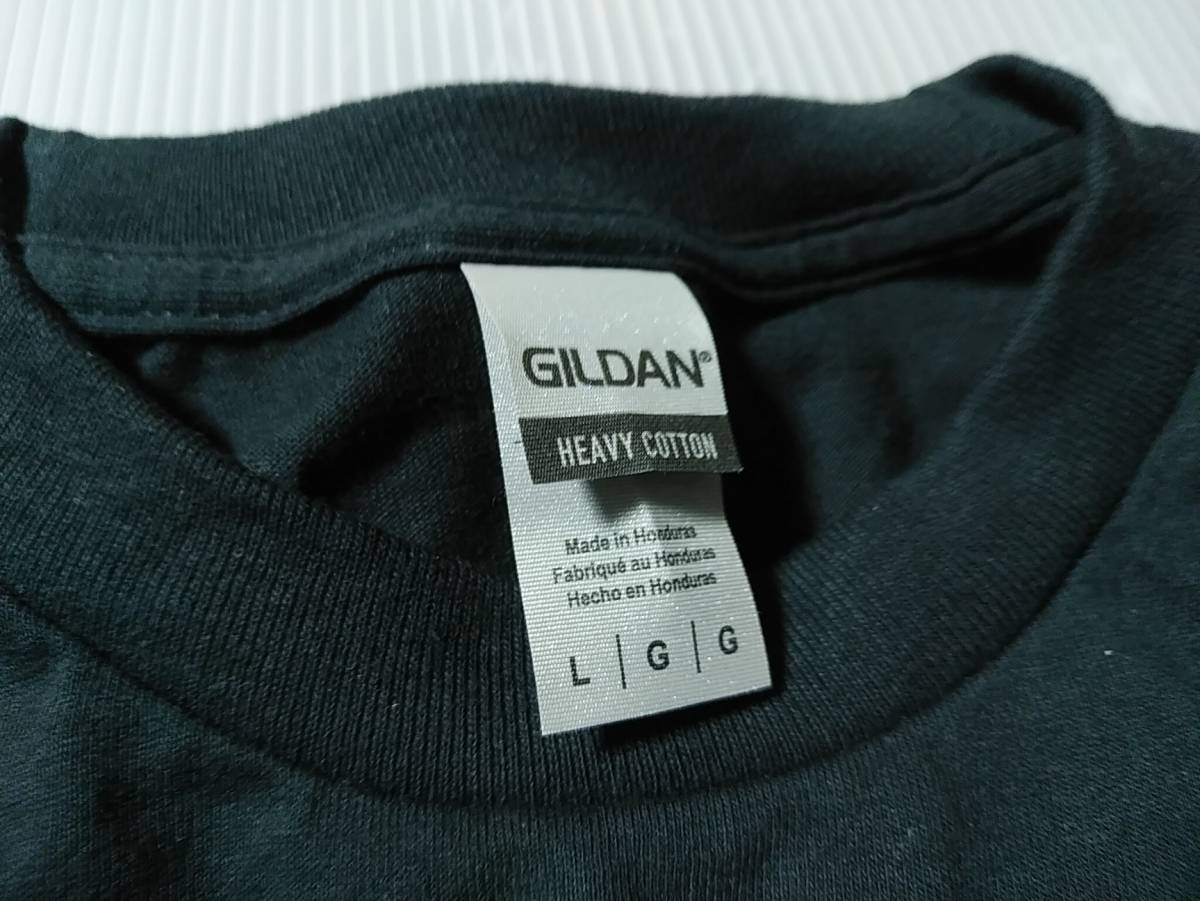 GILDAN®
HEAVY COTTON
Made in Honduras
Fabriqué au Honduras
Hecho en Honduras
L | G | G